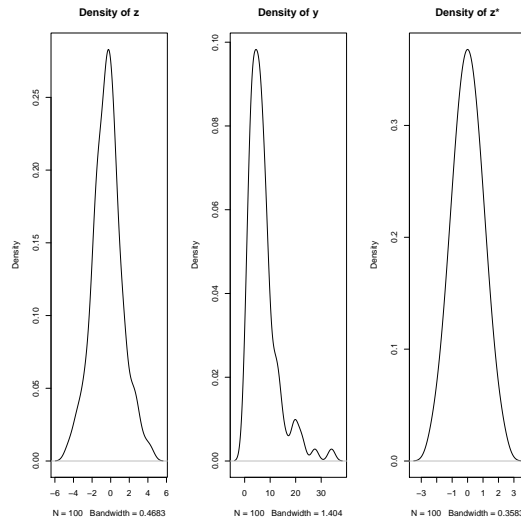 Density of z
Density
0.00
0.05
0.10
0.15
0.20
0.25
−6 −4 −2 0 2 4 6
N = 100 Bandwidth = 0.4683
Density of y
Density
0.00
0.02
0.04
0.06
0.08
0.10
0 10 20 30
N = 100 Bandwidth = 1.404
Density of z*
Density
0.0
0.1
0.2
0.3
−3 −1 0 1 2 3
N = 100 Bandwidth = 0.3583